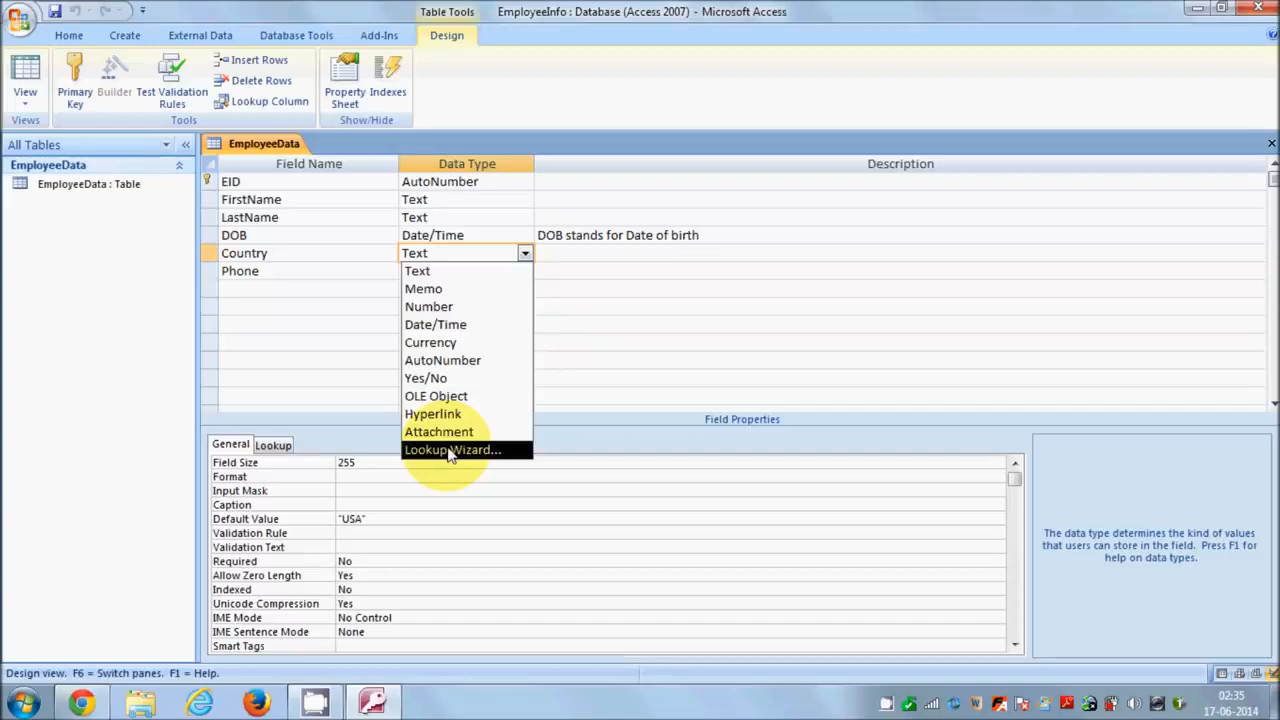 Table Tools
EmployeeInfo : Database (Access 2007) - Microsoft Access
Home
Create
External Data
Database Tools
Add-Ins
Design
View
Primary Key
Builder
Test Validation Rules
Insert Rows
Delete Rows
Lookup Column
Property Sheet
Indexes
Views
Tools
Show/Hide
All Tables
EmployeeData
EmployeeData : Table
EmployeeData
Field Name Data Type Description
EID AutoNumber
FirstName Text
LastName Text
DOB Date/Time DOB stands for Date of birth
Country Text
Phone
Text
Memo
Number
Date/Time
Currency
AutoNumber
Yes/No
OLE Object
Hyperlink
Attachment
Lookup Wizard...
Field Properties
General
Lookup
Field Size 255
Format
Input Mask
Caption
Default Value "USA"
Validation Rule
Validation Text
Required No
Allow Zero Length Yes
Indexed No
Unicode Compression Yes
IME Mode No Control
IME Sentence Mode None
Smart Tags
The data type determines the kind of values
that users can store in the field. Press F1 for
help on data types.
Design view. F6 = Switch panes. F1 = Help.
02:35
17-06-2014